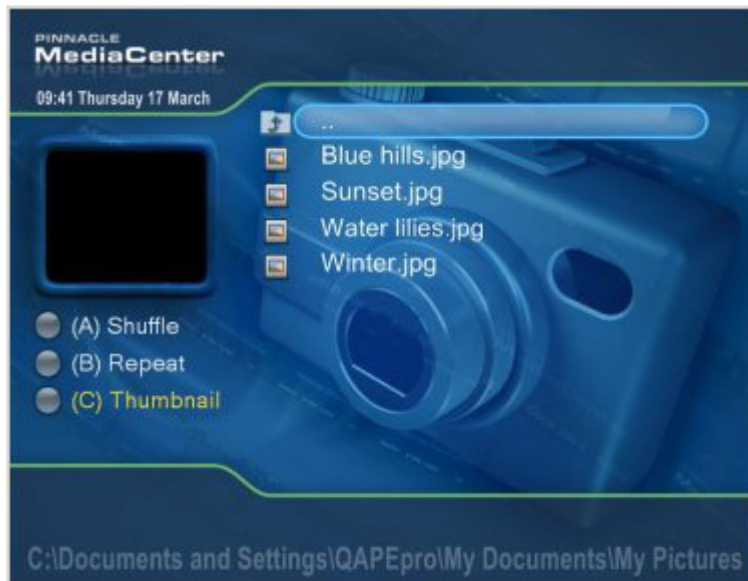 PINNACLE
MediaCenter
09:41 Thursday 17 March
..
Blue hills.jpg
Sunset.jpg
Water lilies.jpg
Winter.jpg
(A) Shuffle
(B) Repeat
(C) Thumbnail
C:\Documents and Settings\QAPEpro\My Documents\My Pictures